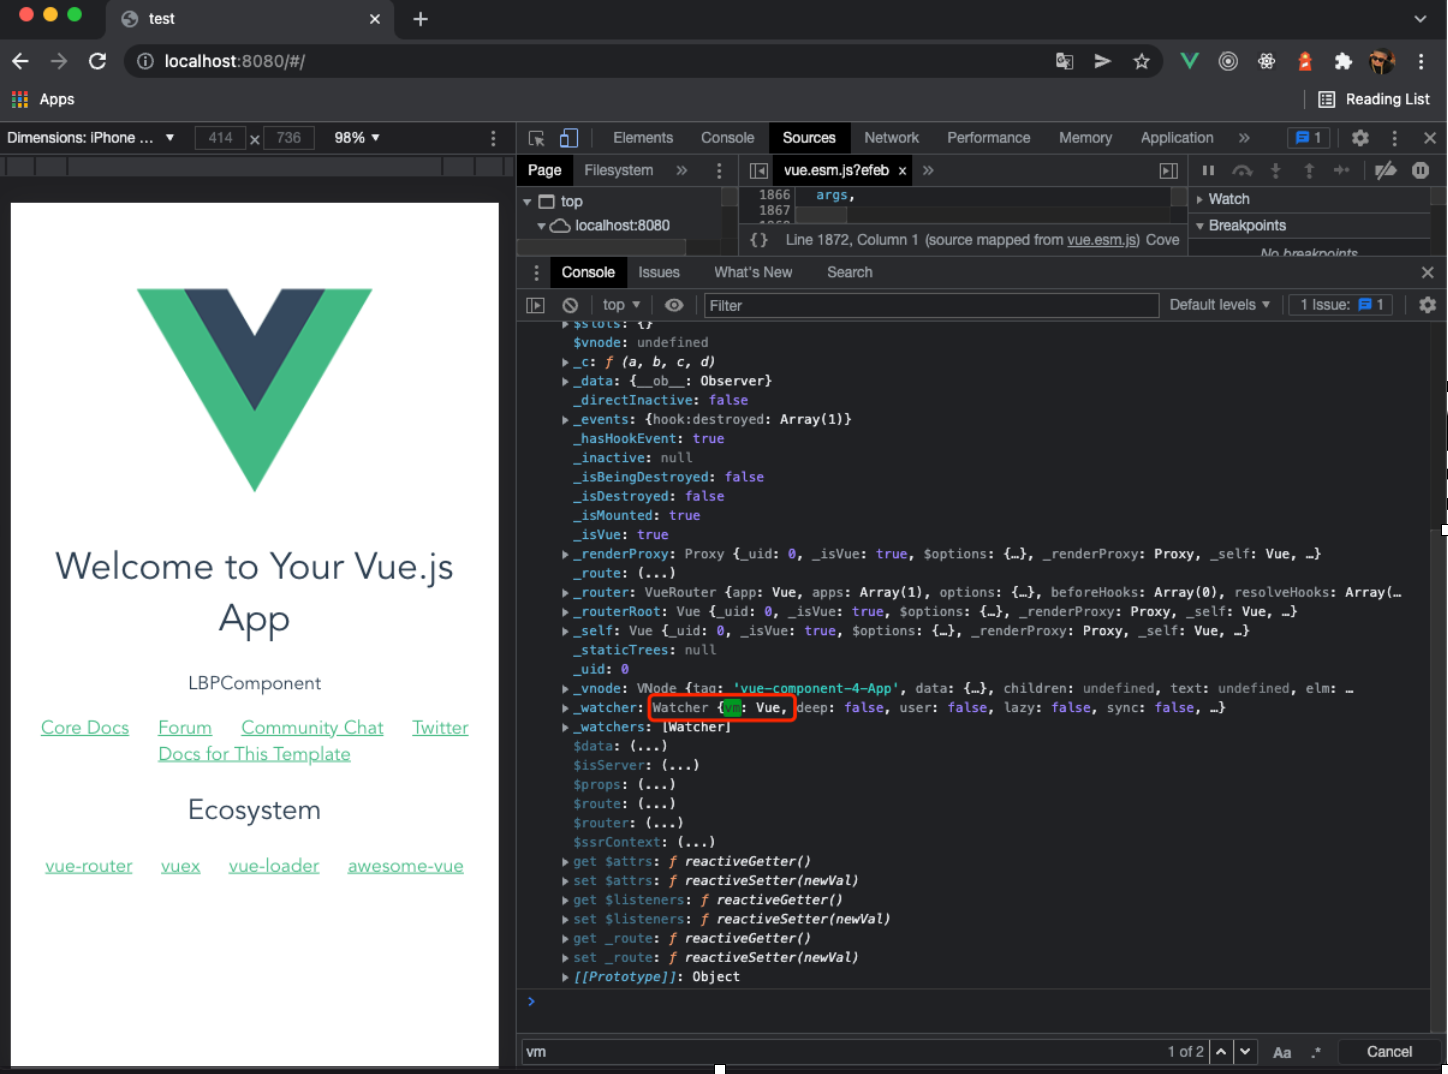 test
localhost:8080/#/
Apps
Reading List
Dimensions: iPhone ... ▼ 414 x 736 98% ▼
Elements Console Sources Network Performance Memory Application » 1
Page Filesystem »
vue.esm.js?efeb x »
top
localhost:8080
1866 args,
1867
{} Line 1872, Column 1 (source mapped from vue.esm.js) Cove
Watch
Breakpoints
No breakpoints
Console Issues What's New Search
top ▼ Filter Default levels ▼ 1 Issue: 1
$slots: {}
$vnode: undefined
_c: ƒ (a, b, c, d)
_data: {__ob__: Observer}
_directInactive: false
_events: {hook:destroyed: Array(1)}
_hasHookEvent: true
_inactive: null
_isBeingDestroyed: false
_isDestroyed: false
_isMounted: true
_isVue: true
_renderProxy: Proxy {_uid: 0, _isVue: true, $options: {…}, _renderProxy: Proxy, _self: Vue, …}
_route: (...)
_router: VueRouter {app: Vue, apps: Array(1), options: {…}, beforeHooks: Array(0), resolveHooks: Array(…
_routerRoot: Vue {_uid: 0, _isVue: true, $options: {…}, _renderProxy: Proxy, _self: Vue, …}
_self: Vue {_uid: 0, _isVue: true, $options: {…}, _renderProxy: Proxy, _self: Vue, …}
_staticTrees: null
_uid: 0
_vnode: VNode {tag: 'vue-component-4-App', data: {…}, children: undefined, text: undefined, elm: …
_watcher: Watcher {vm: Vue, deep: false, user: false, lazy: false, sync: false, …}
_watchers: [Watcher]
$data: (...)
$isServer: (...)
$props: (...)
$route: (...)
$router: (...)
$ssrContext: (...)
get $attrs: ƒ reactiveGetter()
set $attrs: ƒ reactiveSetter(newVal)
get $listeners: ƒ reactiveGetter()
set $listeners: ƒ reactiveSetter(newVal)
get _route: ƒ reactiveGetter()
set _route: ƒ reactiveSetter(newVal)
[[Prototype]]: Object
vm 1 of 2 Aa .* Cancel
Welcome to Your Vue.js
App
LBPComponent
Core Docs Forum Community Chat Twitter
Docs for This Template
Ecosystem
vue-router vuex vue-loader awesome-vue